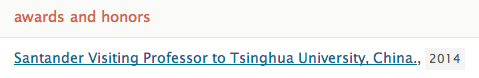 awards and honors
Santander Visiting Professor to Tsinghua University, China., 2014